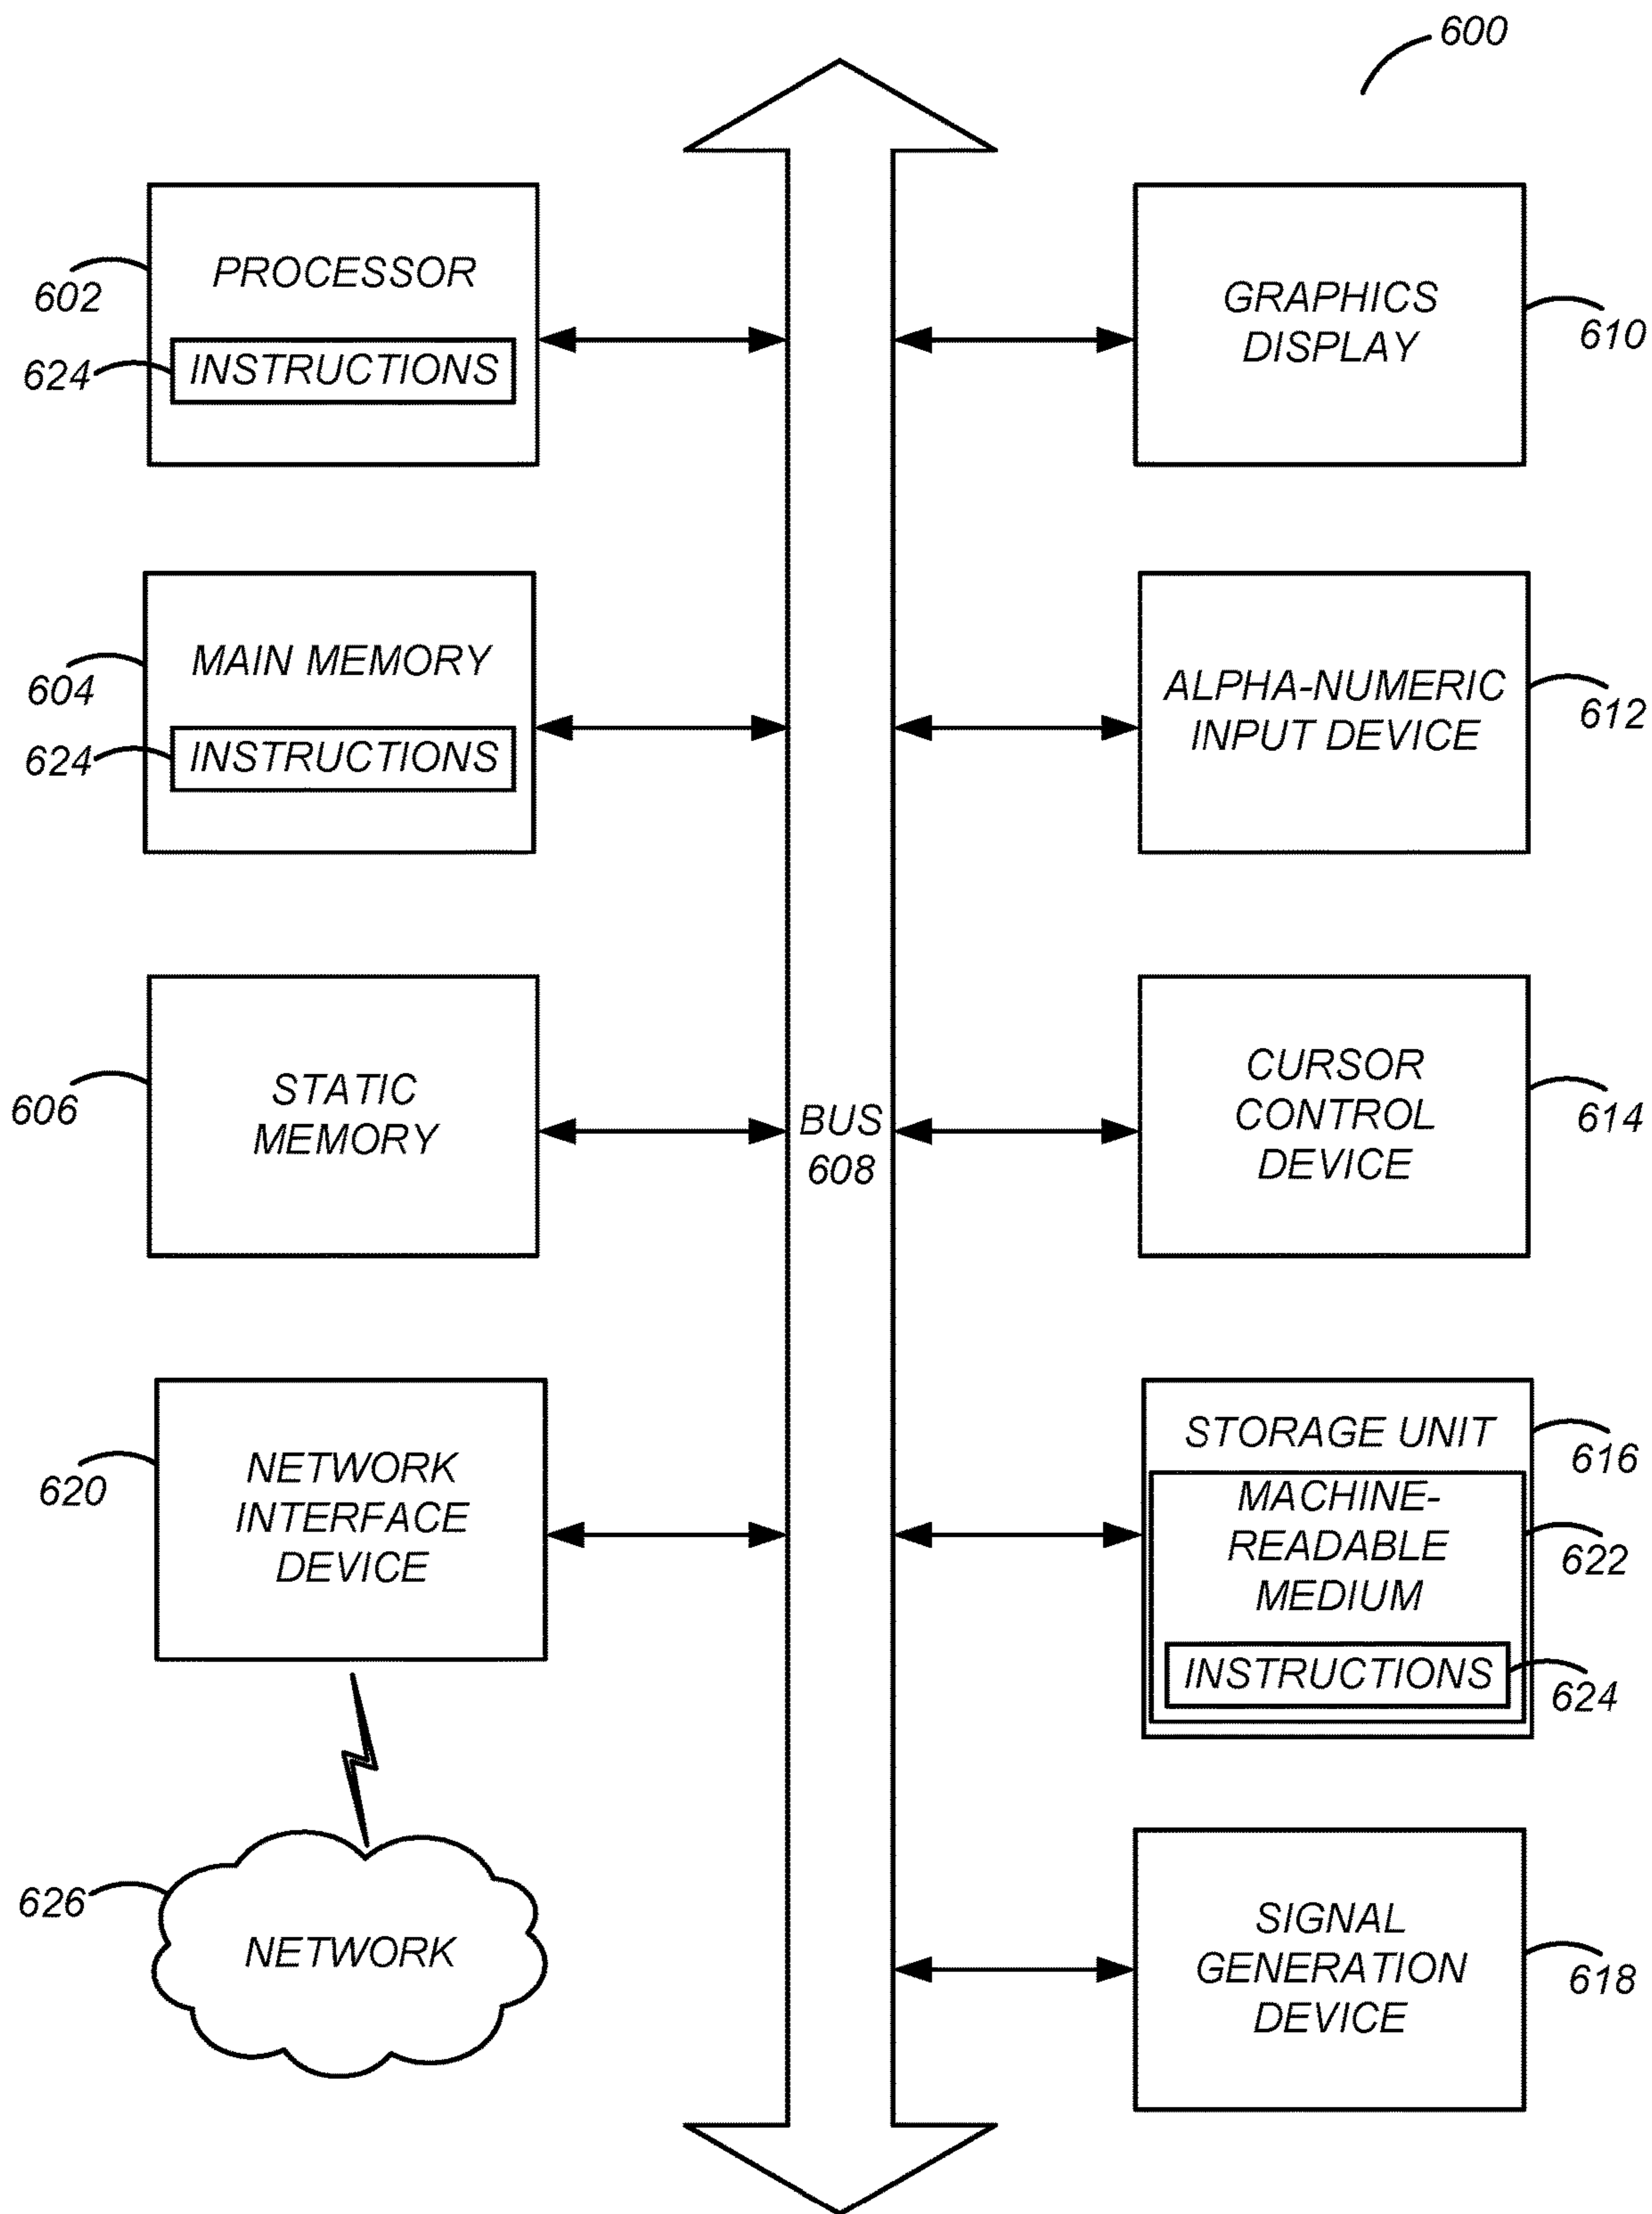 600
PROCESSOR
602
624
INSTRUCTIONS
GRAPHICS
DISPLAY
610
MAIN MEMORY
604
624
INSTRUCTIONS
ALPHA-NUMERIC
INPUT DEVICE
612
STATIC
MEMORY
606
BUS
608
CURSOR
CONTROL
DEVICE
614
NETWORK
INTERFACE
DEVICE
620
STORAGE UNIT
616
MACHINE-
READABLE
MEDIUM
622
INSTRUCTIONS
624
626
NETWORK
SIGNAL
GENERATION
DEVICE
618